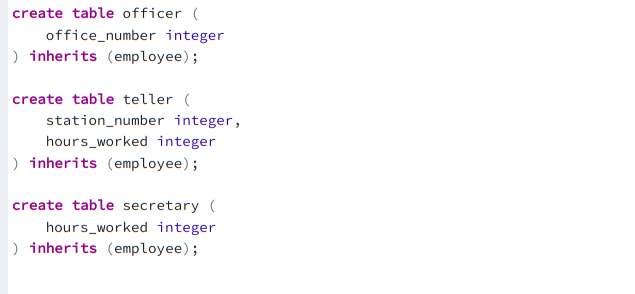 create table officer (
    office_number integer
) inherits (employee);
create table teller (
    station_number integer,
    hours_worked integer
) inherits (employee);
create table secretary (
    hours_worked integer
) inherits (employee);